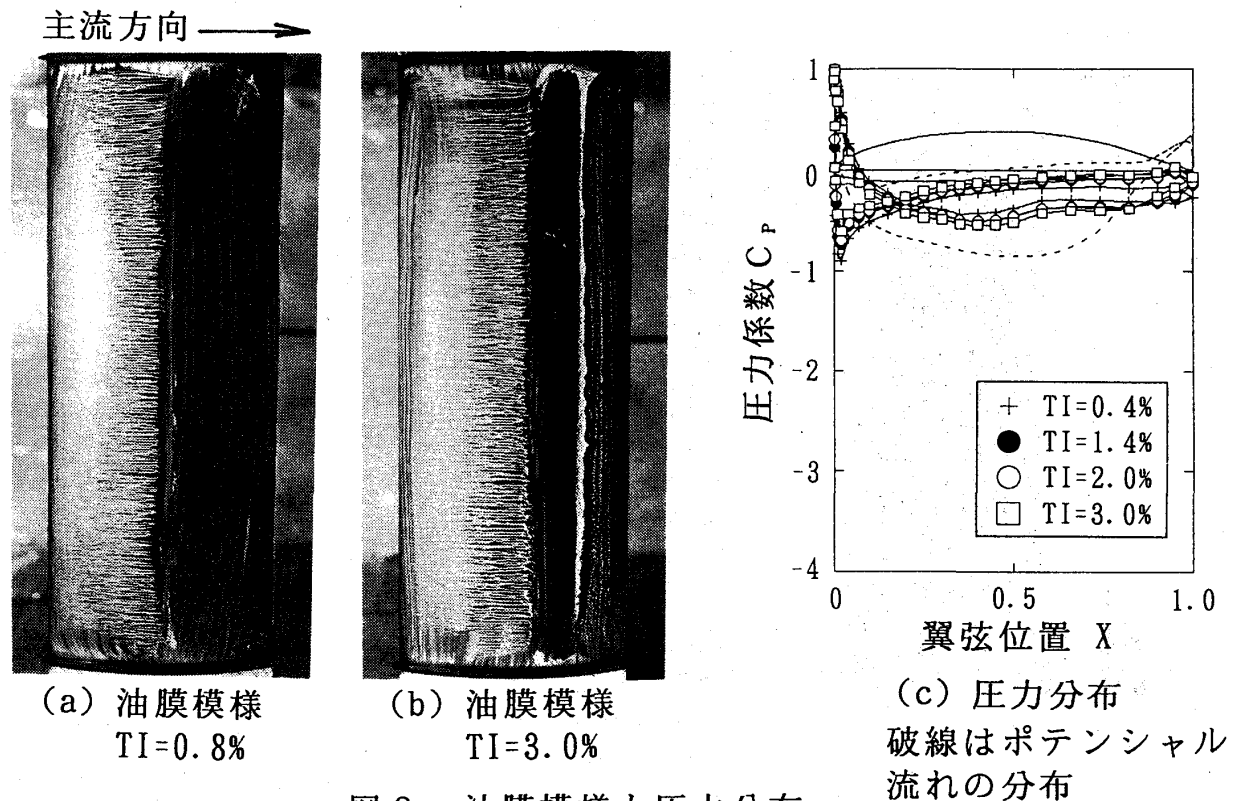 主流方向
(a) 油膜模様
TI=0.8%
(b) 油膜模様
TI=3.0%
1
0
-1
-2
-3
-4
圧力係数 CP
TI=0.4%
TI=1.4%
TI=2.0%
TI=3.0%
0
0.5
1.0
翼弦位置 X
(c) 圧力分布
破線はポテンシャル
流れの分布